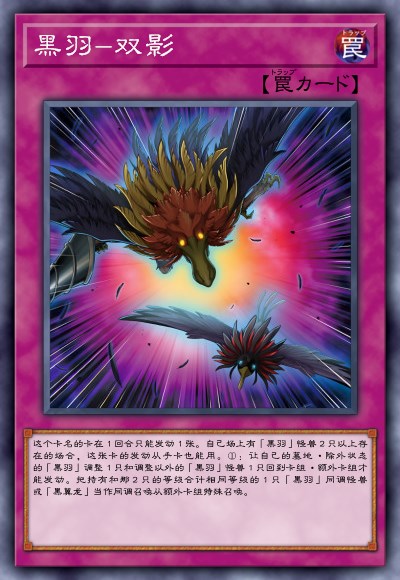 黑羽-双影
トラップ
罠
トラップ
【罠カード】
这个卡名的卡在1回合只能发动1张。自己场上有「黑羽」怪兽2只以上存
在的场合，这张卡的发动从手卡也能用。①：让自己的墓地·除外状态
的「黑羽」调整1只和调整以外的「黑羽」怪兽1只回到卡组·额外卡组才
能发动。把持有和那2只的等级合计相同等级的1只「黑羽」同调怪兽
或「黑翼龙」当作同调召唤从额外卡组特殊召唤。